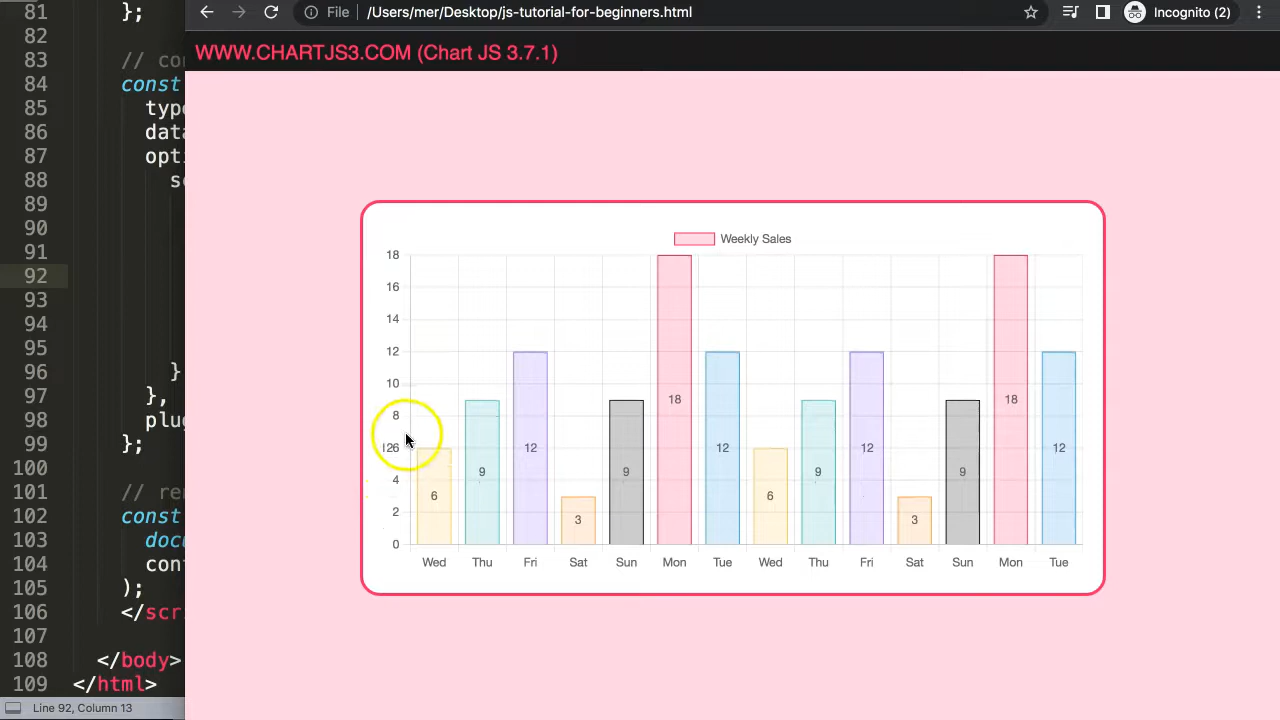 81 };
82
83 // co
84 const
85 type
86 data
87 opti
88 s
89
90
91
92
93
94
95
96 }
97 },
98 plug
99 };
100
101 // re
102 const
103 docu
104 con
105 );
106 </scri
107
108 </body>
109 </html>
Line 92, Column 13
File /Users/mer/Desktop/js-tutorial-for-beginners.html
Incognito (2)
WWW.CHARTJS3.COM (Chart JS 3.7.1)
Weekly Sales
18
16
14
12
10
8
6
4
2
0
12
6 9 12 3 9 18 12 6 9 12 3 9 18 12
Wed Thu Fri Sat Sun Mon Tue Wed Thu Fri Sat Sun Mon Tue